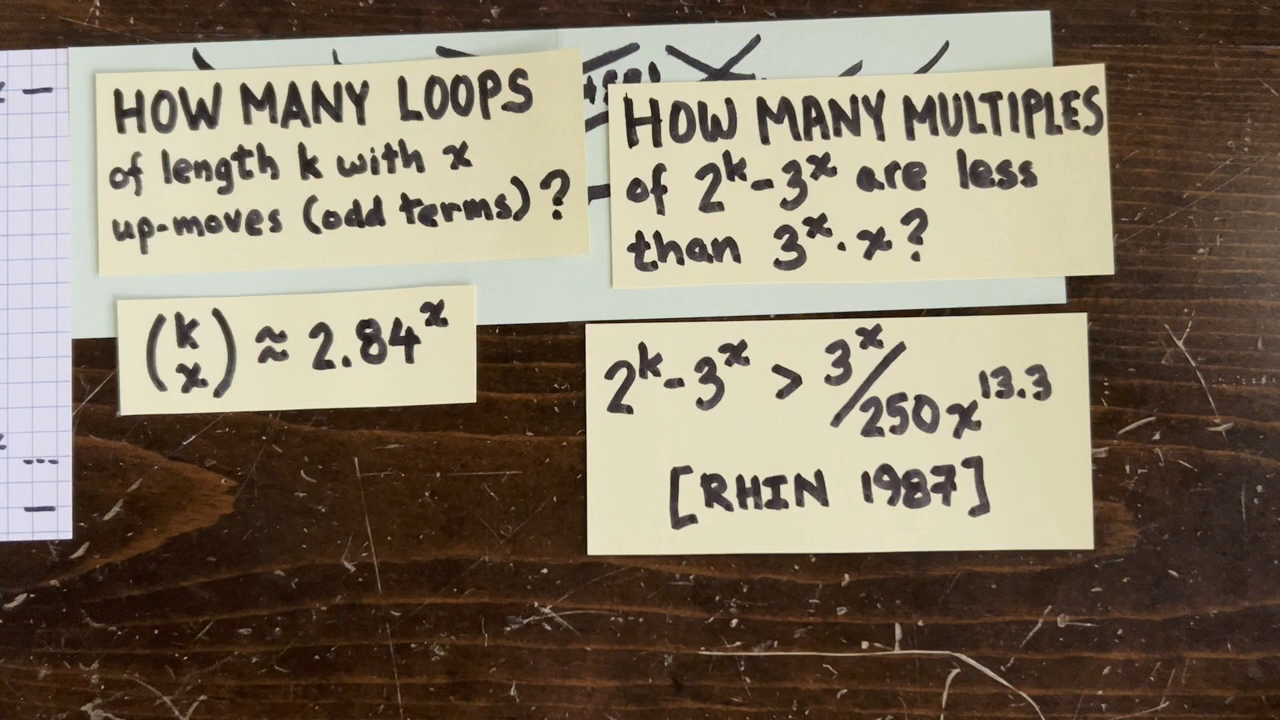 HOW MANY LOOPS
of length k with x
up-moves (odd terms)?
HOW MANY MULTIPLES
of 2^k - 3^x are less
than 3^x · x?
(k x) ≈ 2.84^x
2^k - 3^x > 3^x / 250 x^13.3
[RHIN 1987]